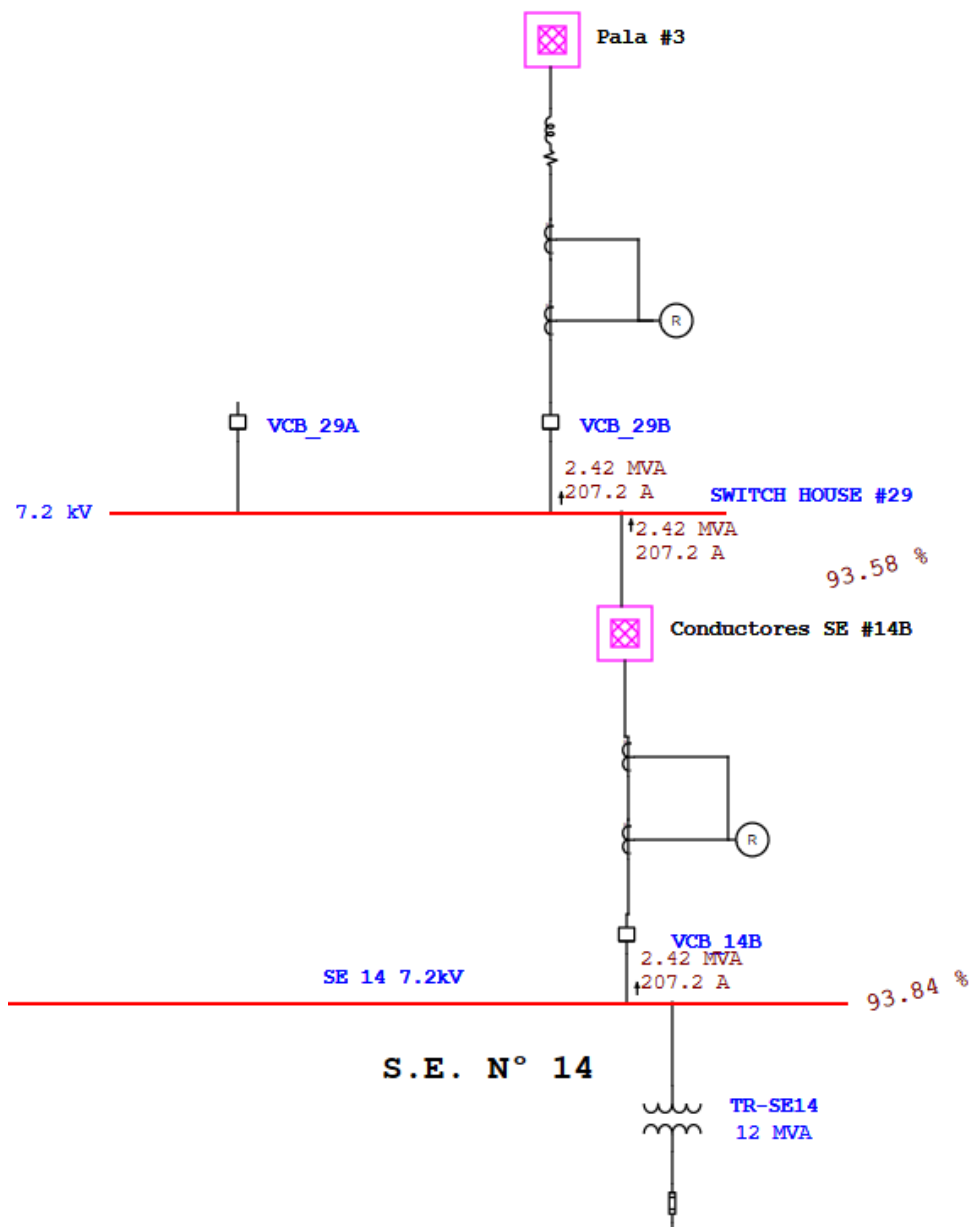 Pala #3
R
VCB_29A
VCB_29B
2.42 MVA
207.2 A
SWITCH HOUSE #29
7.2 kV
2.42 MVA
207.2 A
93.58 %
Conductores SE #14B
R
VCB_14B
2.42 MVA
207.2 A
SE 14 7.2kV
93.84 %
S.E. Nº 14
TR-SE14
12 MVA